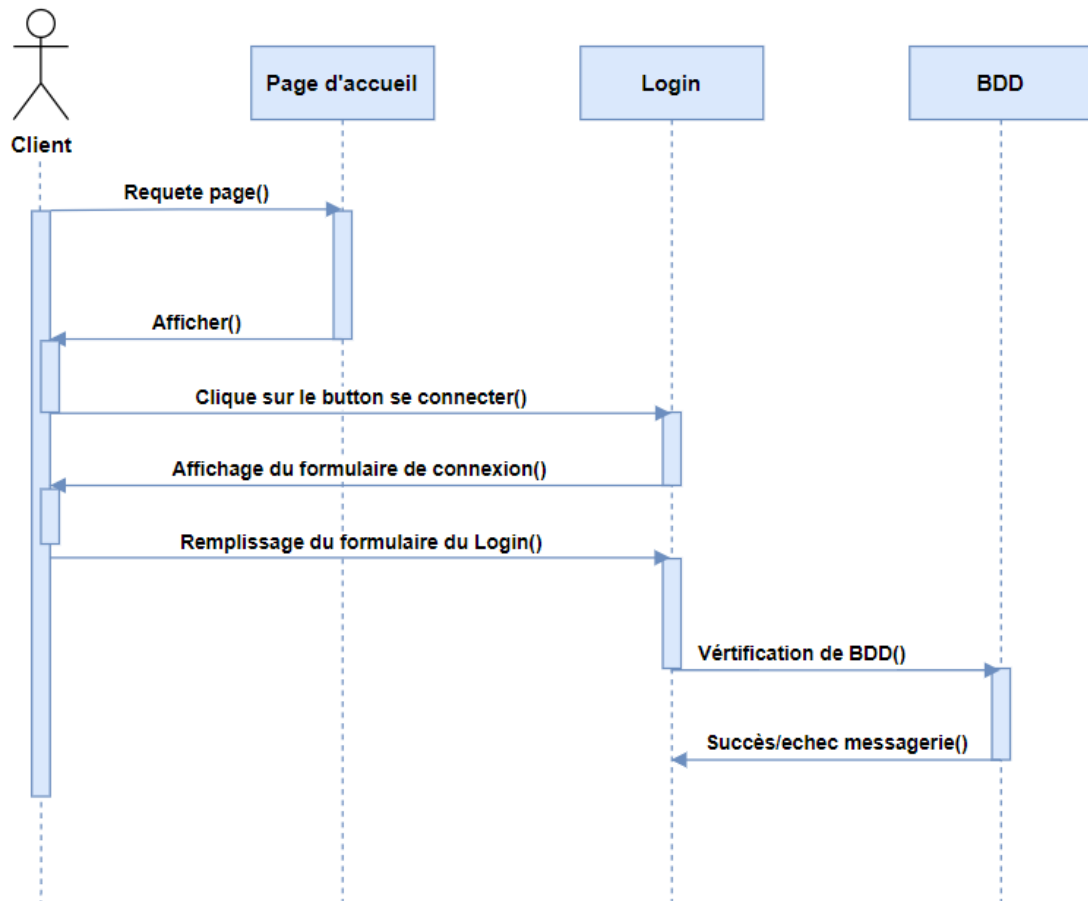 Page d'accueil
Login
BDD
Client
Requete page()
Afficher()
Clique sur le button se connecter()
Affichage du formulaire de connexion()
Remplissage du formulaire du Login()
Vértification de BDD()
Succès/echec messagerie()